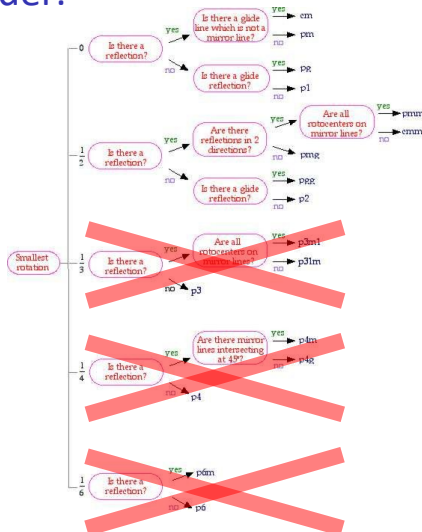 der:
Smallest
rotation
0
Is there a
reflection?
yes
Is there a glide
line which is not a
mirror line?
yes
cm
no
pm
no
Is there a glide
reflection?
yes
pg
no
p1
1
2
Is there a
reflection?
yes
Are there
reflections in 2
directions?
yes
Are all
rotocenters on
mirror lines?
yes
pmm
no
cmm
no
pmg
no
Is there a glide
reflection?
yes
pgg
no
p2
1
3
Is there a
reflection?
yes
Are all
rotocenters on
mirror lines?
yes
p3m1
no
p31m
no
p3
1
4
Is there a
reflection?
yes
Are there mirror
lines intersecting
at 45°?
yes
p4m
no
p4g
no
p4
1
6
Is there a
reflection?
yes
p6m
no
p6